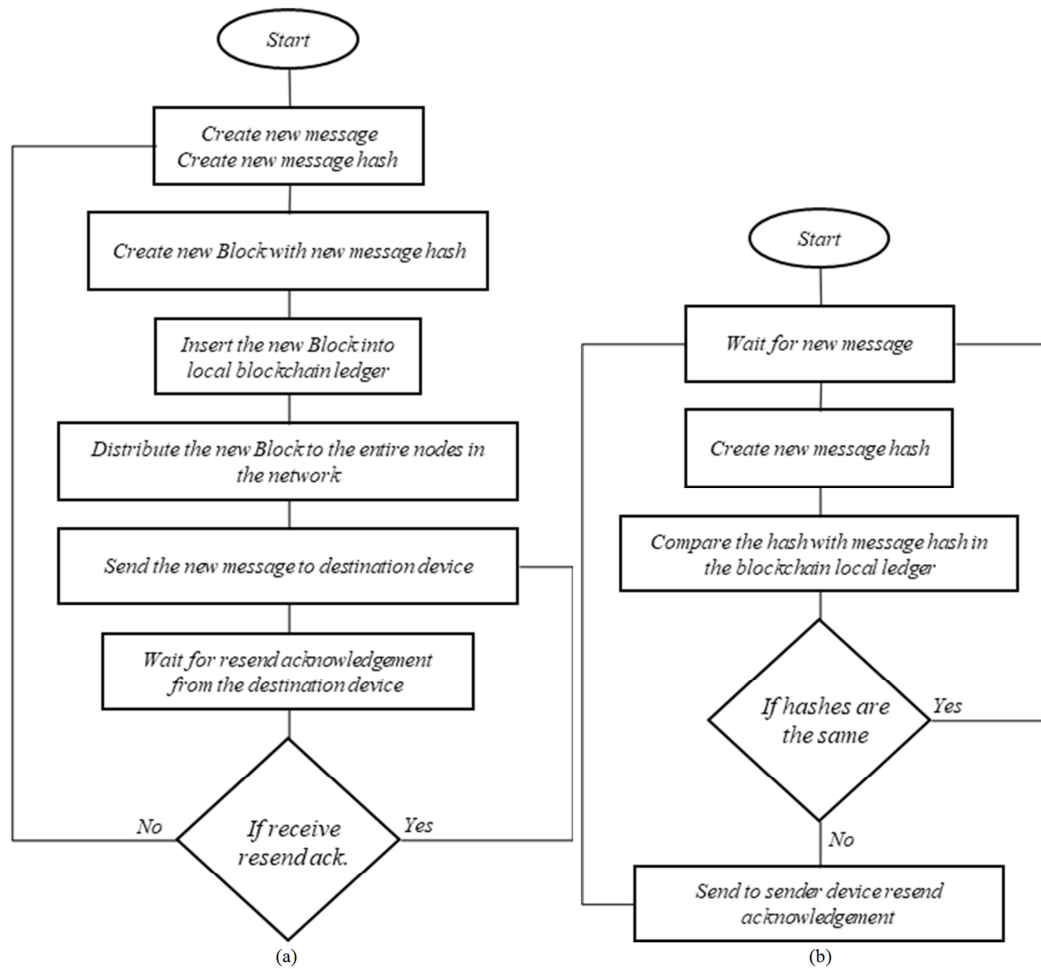 Start
Create new message
Create new message hash
Create new Block with new message hash
Insert the new Block into
local blockchain ledger
Distribute the new Block to the entire nodes in
the network
Send the new message to destination device
Wait for resend acknowledgement
from the destination device
No
If receive
resend ack.
Yes
(a)
Start
Wait for new message
Create new message hash
Compare the hash with message hash in
the blockchain local ledger
If hashes are
the same
Yes
No
Send to sender device resend
acknowledgement
(b)